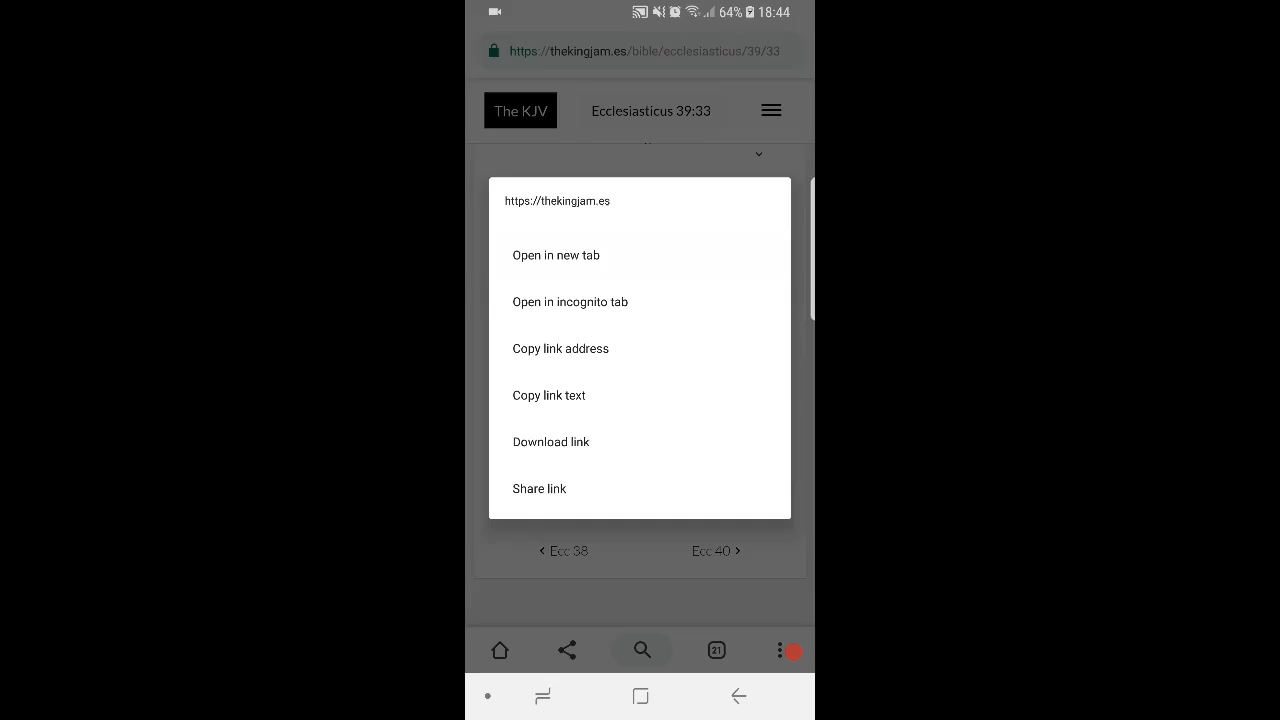 64% 18:44
https://thekingjam.es/bible/ecclesiasticus/39/33
The KJV Ecclesiasticus 39:33
https://thekingjam.es
Open in new tab
Open in incognito tab
Copy link address
Copy link text
Download link
Share link
Ecc 38 Ecc 40
21